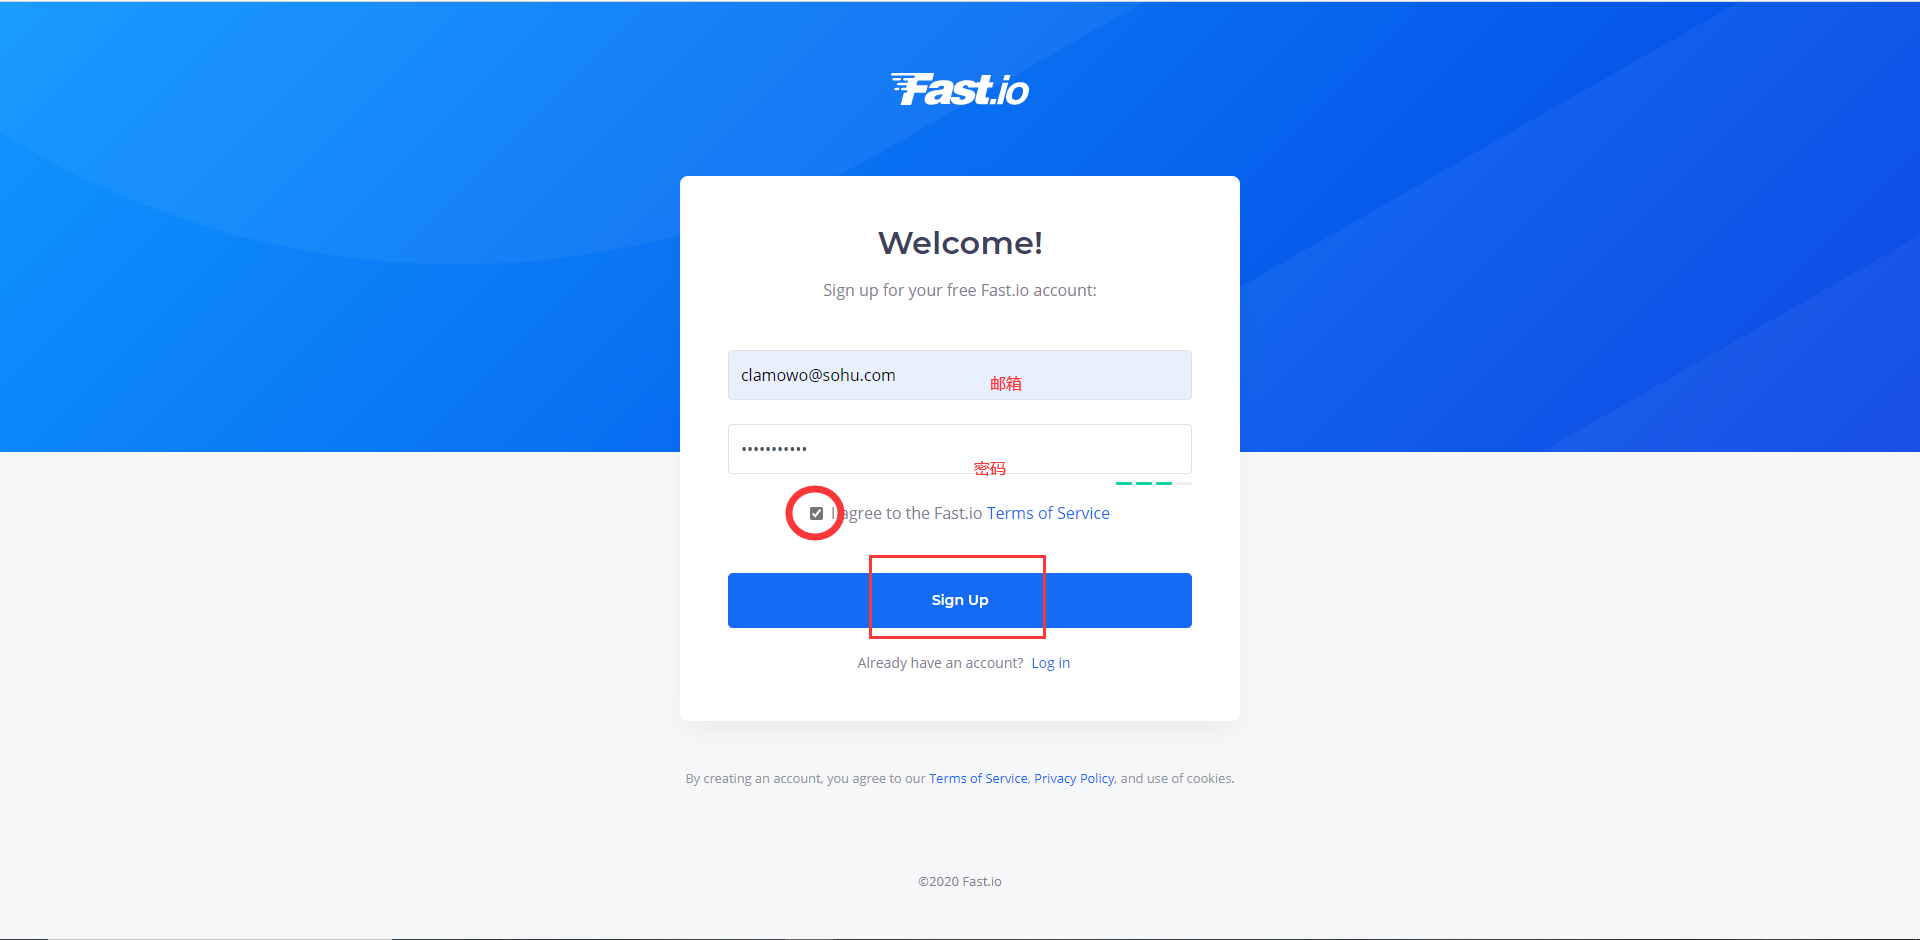 Fast.io
Welcome!
Sign up for your free Fast.io account:
clamowo@sohu.com
邮箱
•••••••••••
密码
I agree to the Fast.io Terms of Service
Sign Up
Already have an account? Log in
By creating an account, you agree to our Terms of Service, Privacy Policy, and use of cookies.
©2020 Fast.io